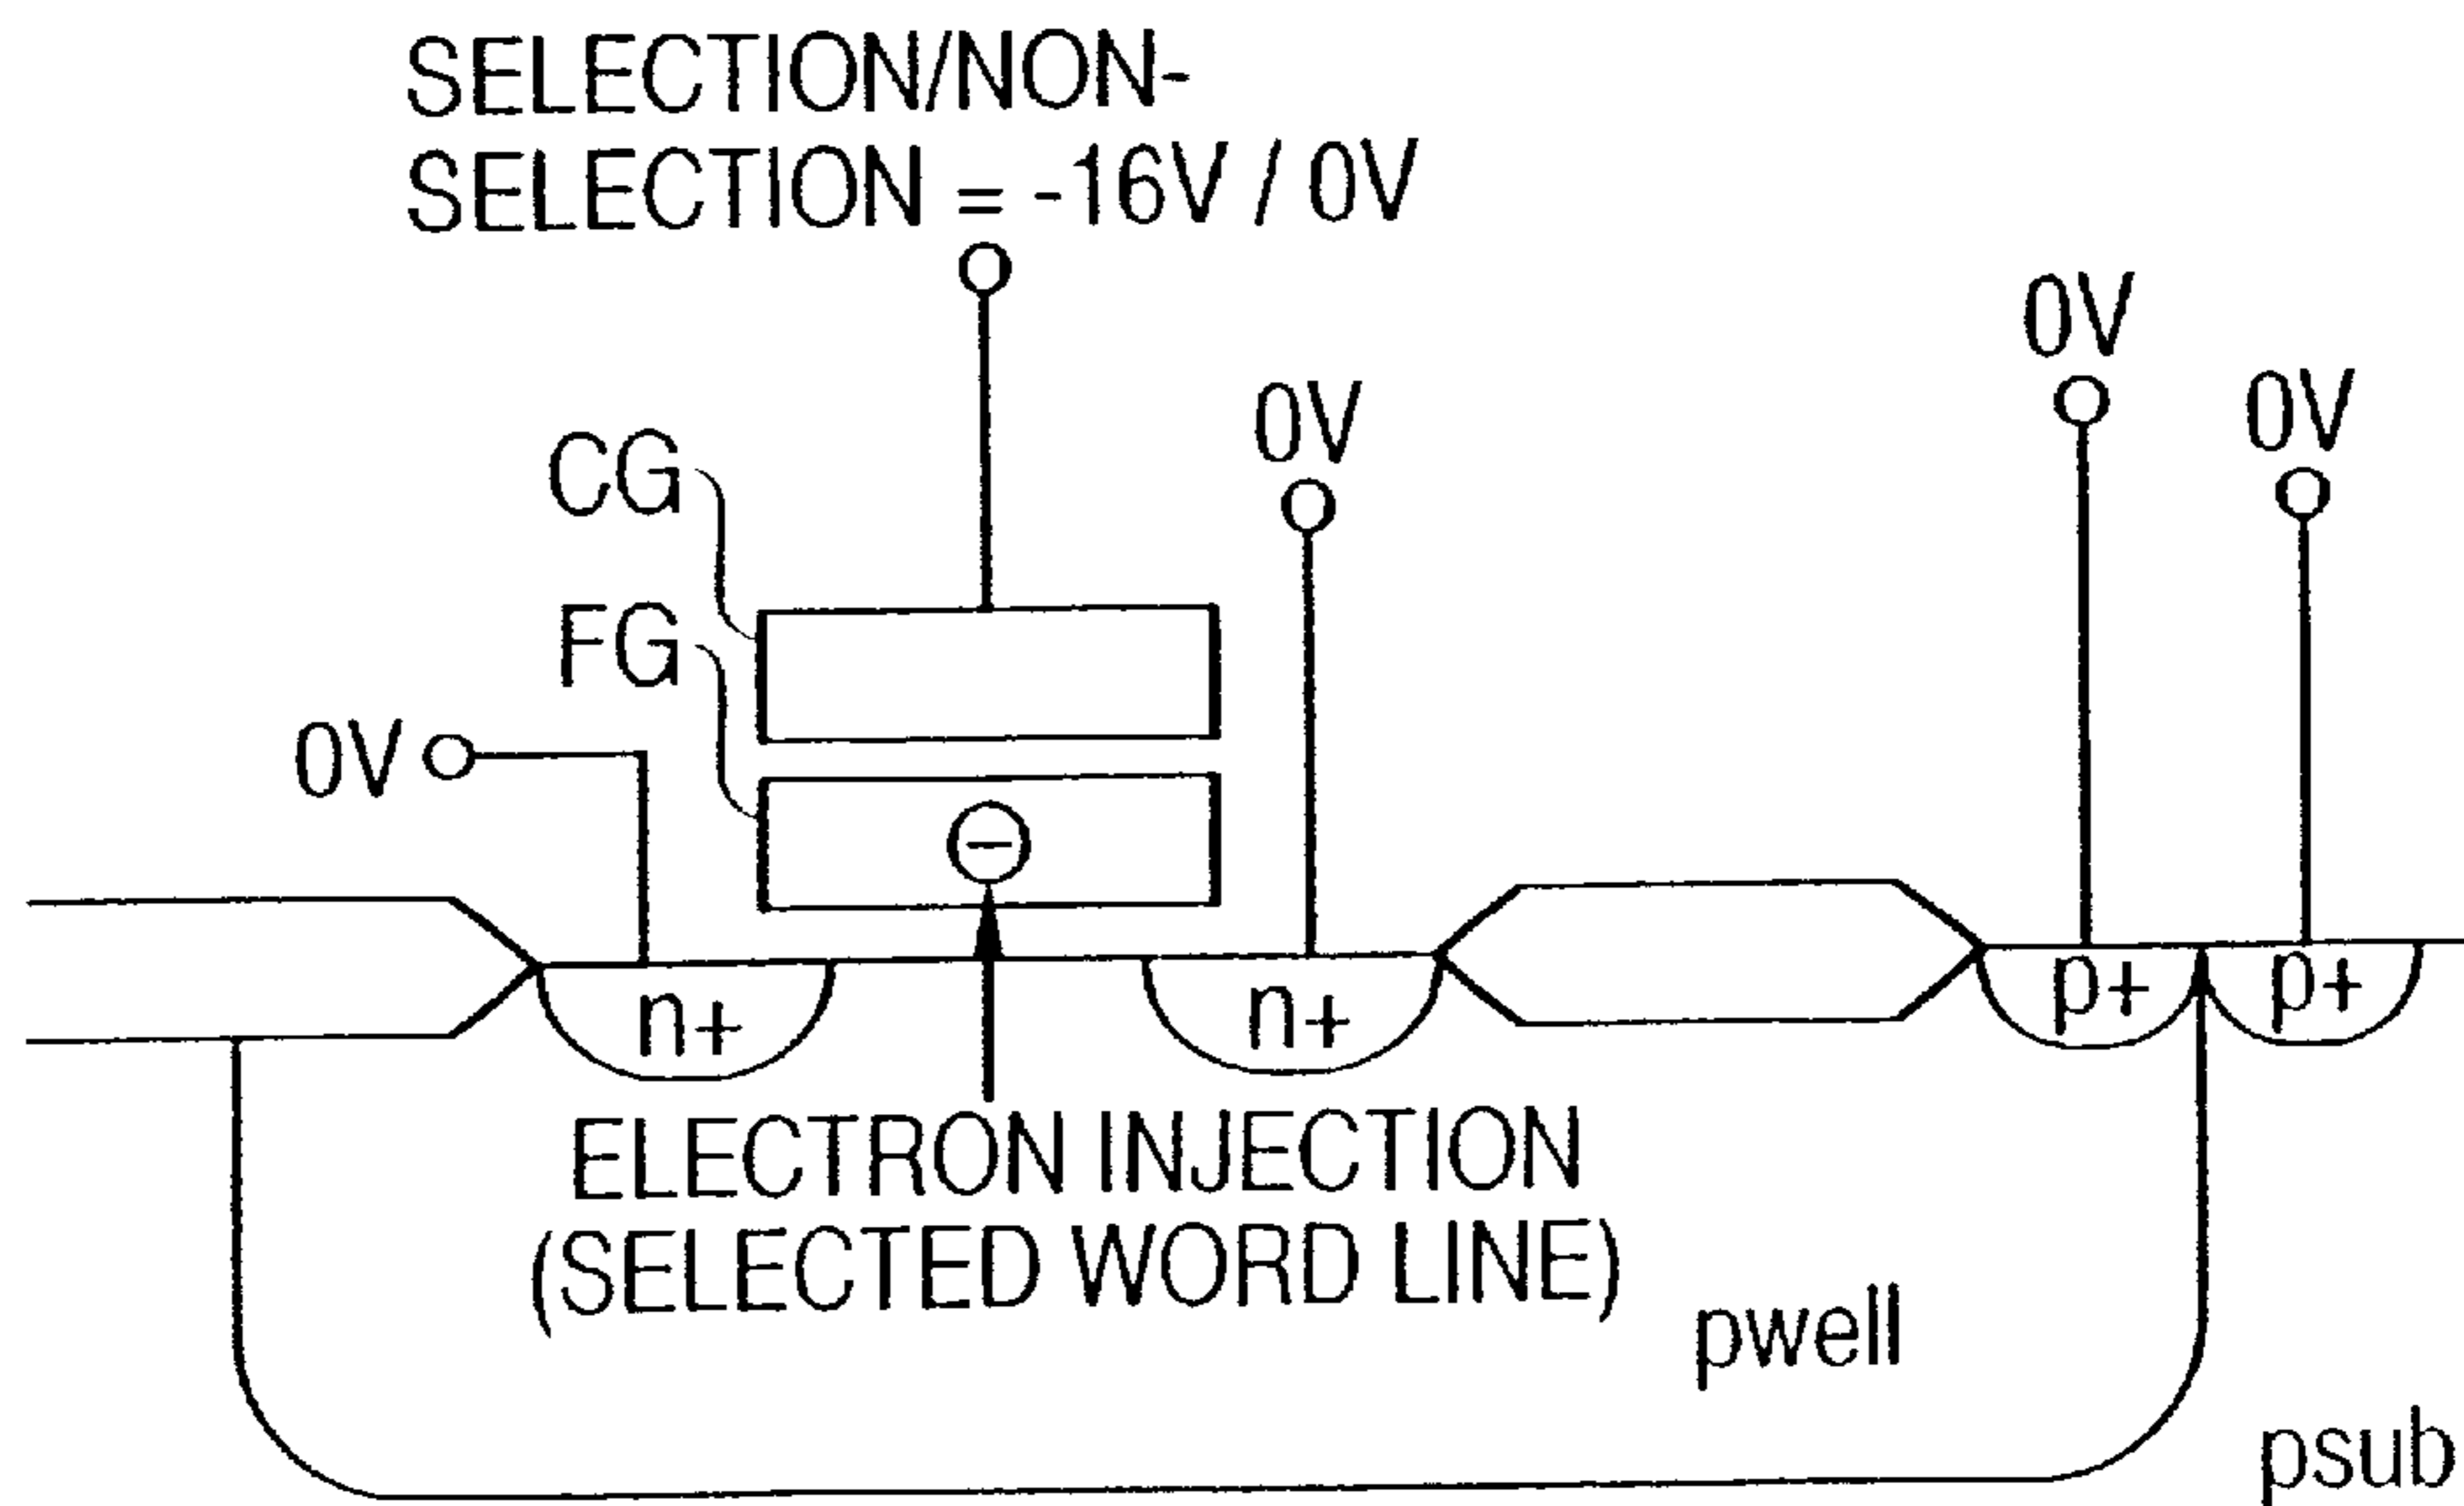 SELECTION/NON-
SELECTION = -16V / 0V
0V
0V
0V
CG
FG
0V
⊖
n+
n+
p+
p+
ELECTRON INJECTION
(SELECTED WORD LINE)
pwell
psub